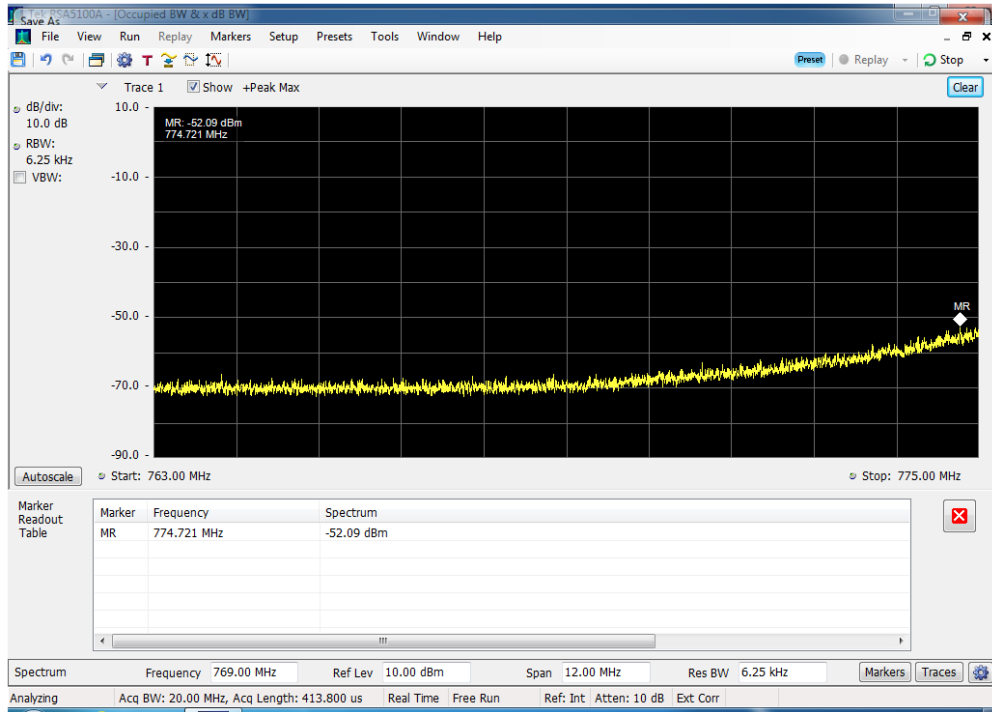 Tek RSA5100A - [Occupied BW & x dB BW]
Save As
File View Run Replay Markers Setup Presets Tools Window Help
T Preset Replay Stop
Trace 1 Show +Peak Max Clear
dB/div:
10.0 dB
RBW:
6.25 kHz
VBW:
10.0
-10.0
-30.0
-50.0
-70.0
-90.0
MR: -52.09 dBm
774.721 MHz
MR
Autoscale Start: 763.00 MHz Stop: 775.00 MHz
Marker
Readout
Table
Marker Frequency Spectrum
MR 774.721 MHz -52.09 dBm
Spectrum Frequency 769.00 MHz Ref Lev 10.00 dBm Span 12.00 MHz Res BW 6.25 kHz Markers Traces
Analyzing Acq BW: 20.00 MHz, Acq Length: 413.800 us Real Time Free Run Ref: Int Atten: 10 dB Ext Corr